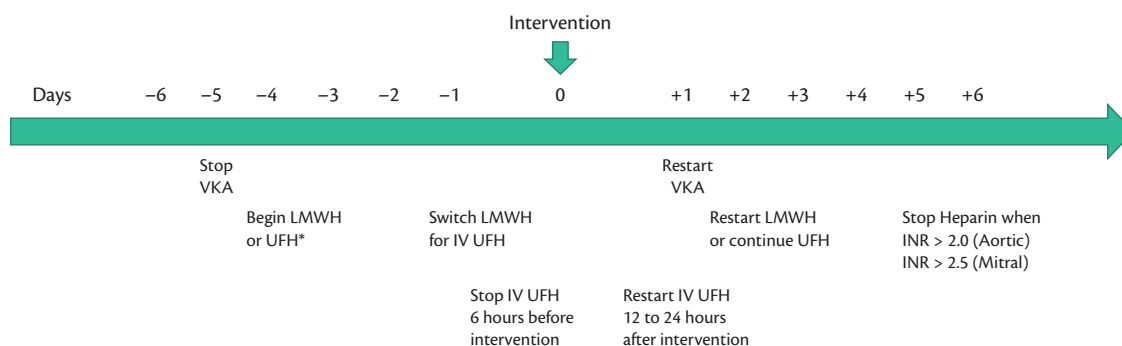 Intervention
Days −6 −5 −4 −3 −2 −1 0 +1 +2 +3 +4 +5 +6
Stop
VKA
Restart
VKA
Begin LMWH
or UFH*
Switch LMWH
for IV UFH
Restart LMWH
or continue UFH
Stop Heparin when
INR > 2.0 (Aortic)
INR > 2.5 (Mitral)
Stop IV UFH
6 hours before
intervention
Restart IV UFH
12 to 24 hours
after intervention